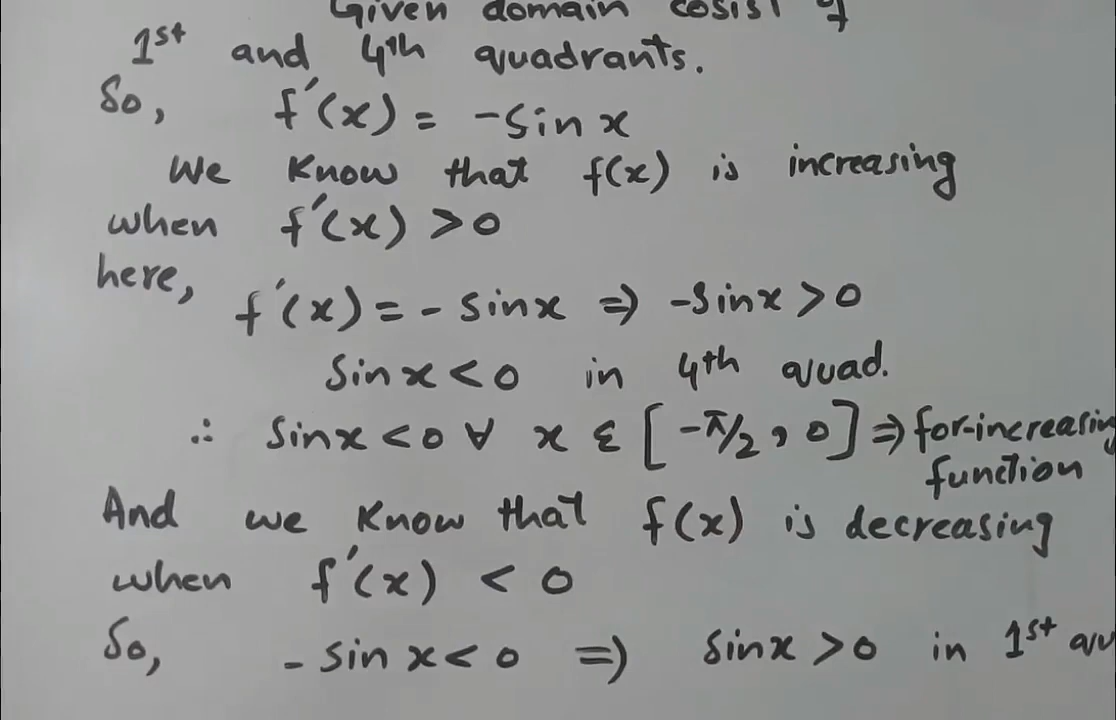 Given domain cosist of
1st and 4th quadrants.
So, f'(x) = -Sin x
We Know that f(x) is increasing
when f'(x) > 0
here,
f'(x) = - Sinx ⇒ -Sinx > 0
Sinx < 0 in 4th quad.
∴ Sinx < 0 ∀ x ε [-π/2, 0] ⇒ for-increasing
function
And we Know that f(x) is decreasing
when f'(x) < 0
So, - Sin x < 0 ⇒ Sinx > 0 in 1st